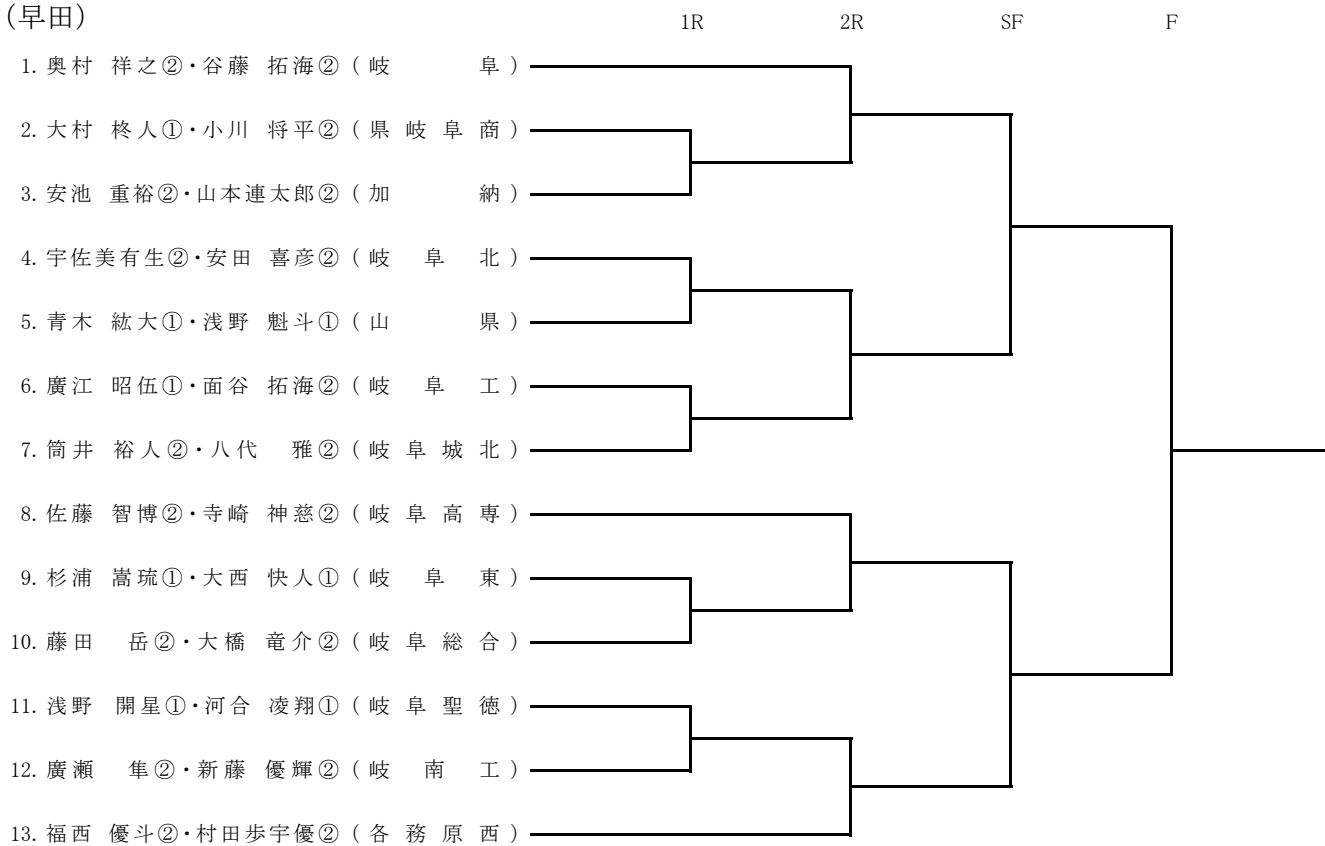 (早田)
1R 2R SF F
1. 奥村 祥之②・谷藤 拓海② (岐 阜)
2. 大村 柊人①・小川 将平② (県岐阜商)
3. 安池 重裕②・山本連太郎② (加 納)
4. 宇佐美有生②・安田 喜彦② (岐 阜 北)
5. 青木 紘大①・浅野 魁斗① (山 県)
6. 廣江 昭伍①・面谷 拓海② (岐 阜 工)
7. 筒井 裕人②・八代 雅② (岐阜城北)
8. 佐藤 智博②・寺崎 神慈② (岐阜高専)
9. 杉浦 嵩琉①・大西 快人① (岐 阜 東)
10. 藤田 岳②・大橋 竜介② (岐阜総合)
11. 浅野 開星①・河合 凌翔① (岐阜聖徳)
12. 廣瀬 隼②・新藤 優輝② (岐 南 工)
13. 福西 優斗②・村田歩宇優② (各務原西)